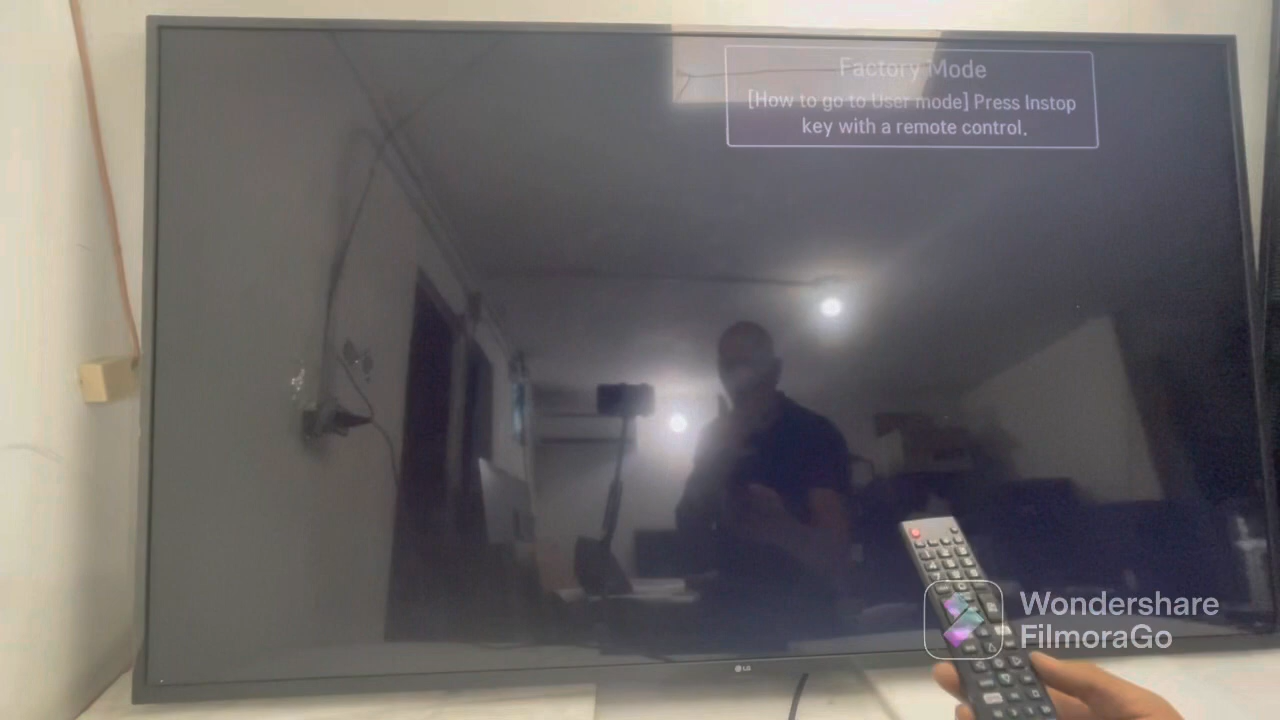 Factory Mode
[How to go to User mode] Press Instop
key with a remote control.
Wondershare
FilmoraGo
LG